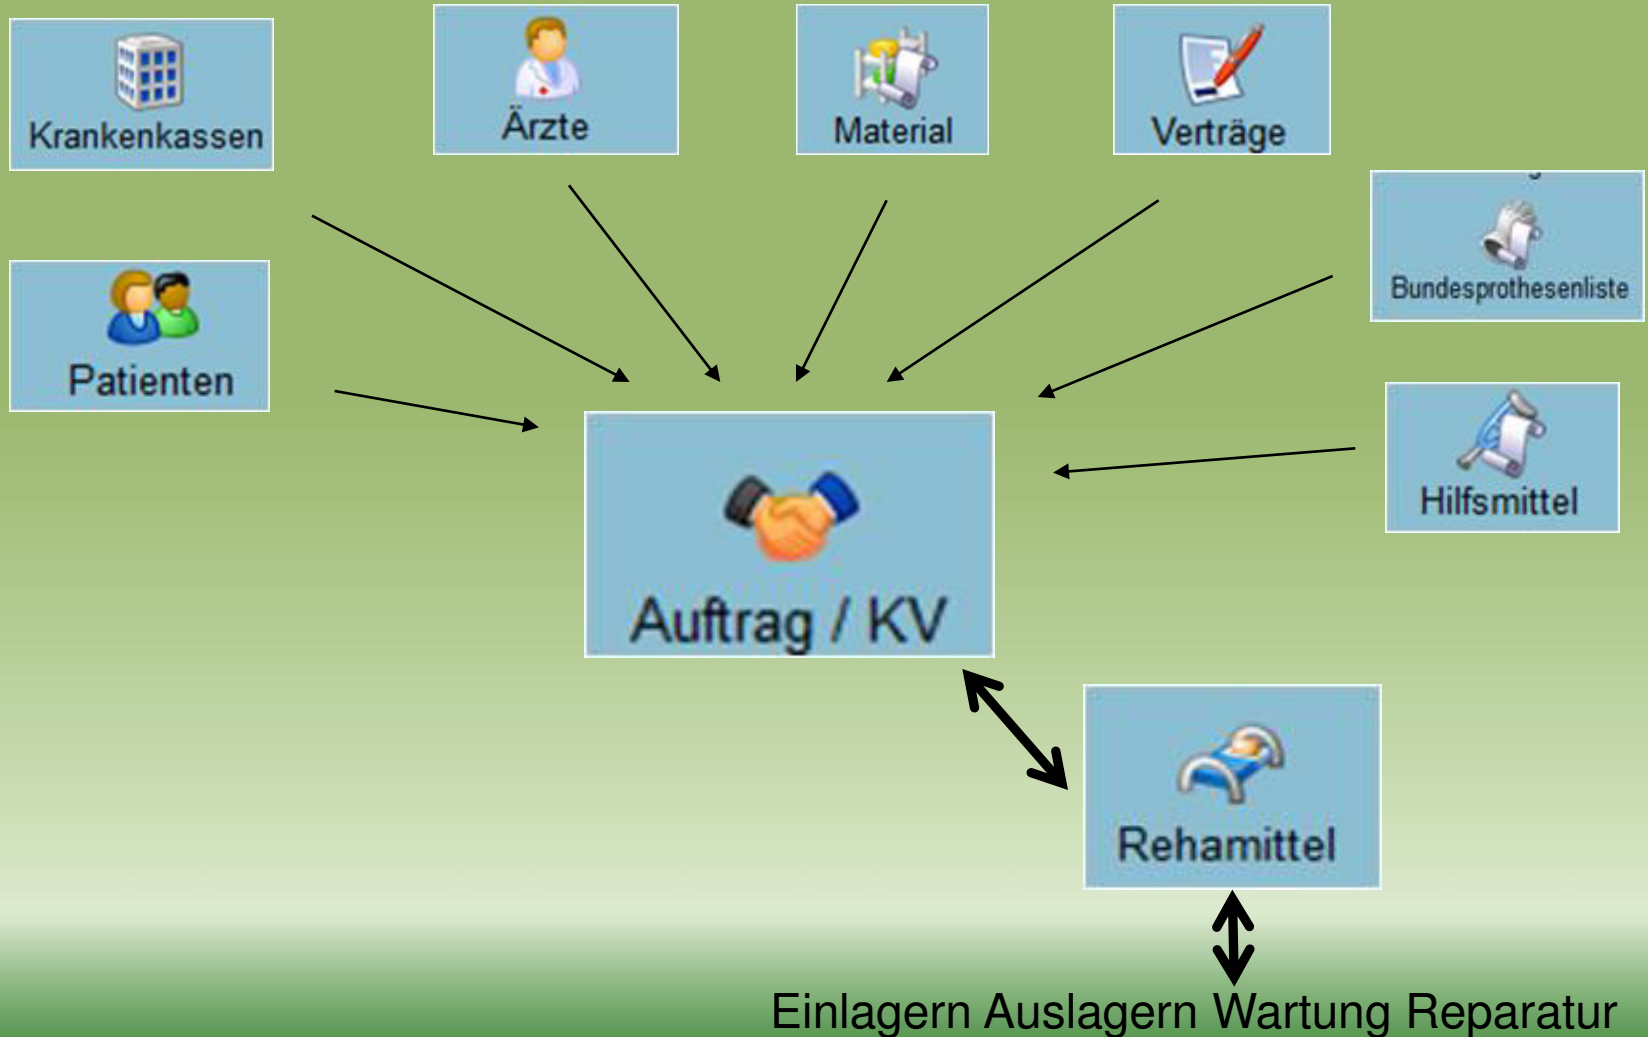 Krankenkassen
Ärzte
Material
Verträge
Bundesprothesenliste
Patienten
Hilfsmittel
Auftrag / KV
Rehamittel
Einlagern Auslagern Wartung Reparatur